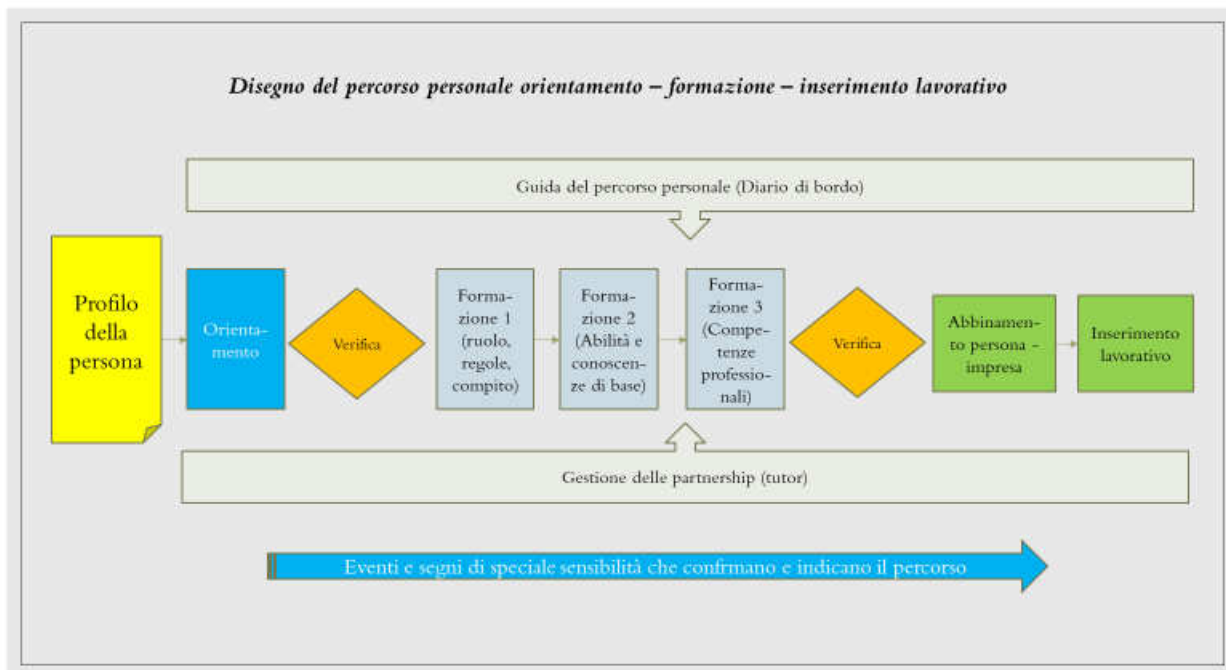 Disegno del percorso personale orientamento – formazione – inserimento lavorativo
Guida del percorso personale (Diario di bordo)
Profilo
della
persona
Orienta-
mento
Verifica
Forma-
zione 1
(ruolo,
regole,
compito)
Forma-
zione 2
(Abilità e
conoscen-
ze di base)
Forma-
zione 3
(Compe-
tenze
professio-
nali)
Verifica
Abbinamen-
to persona -
impresa
Inserimento
lavorativo
Gestione delle partnership (tutor)
Eventi e segni di speciale sensibilità che confrmano e indicano il percorso